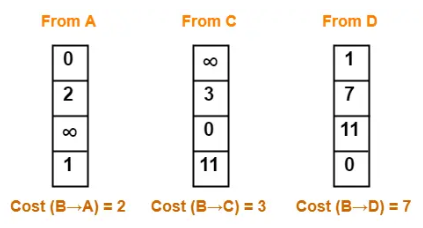 From A From C From D
0 ∞ 1
2 3 7
∞ 0 11
1 11 0
Cost (B→A) = 2 Cost (B→C) = 3 Cost (B→D) = 7